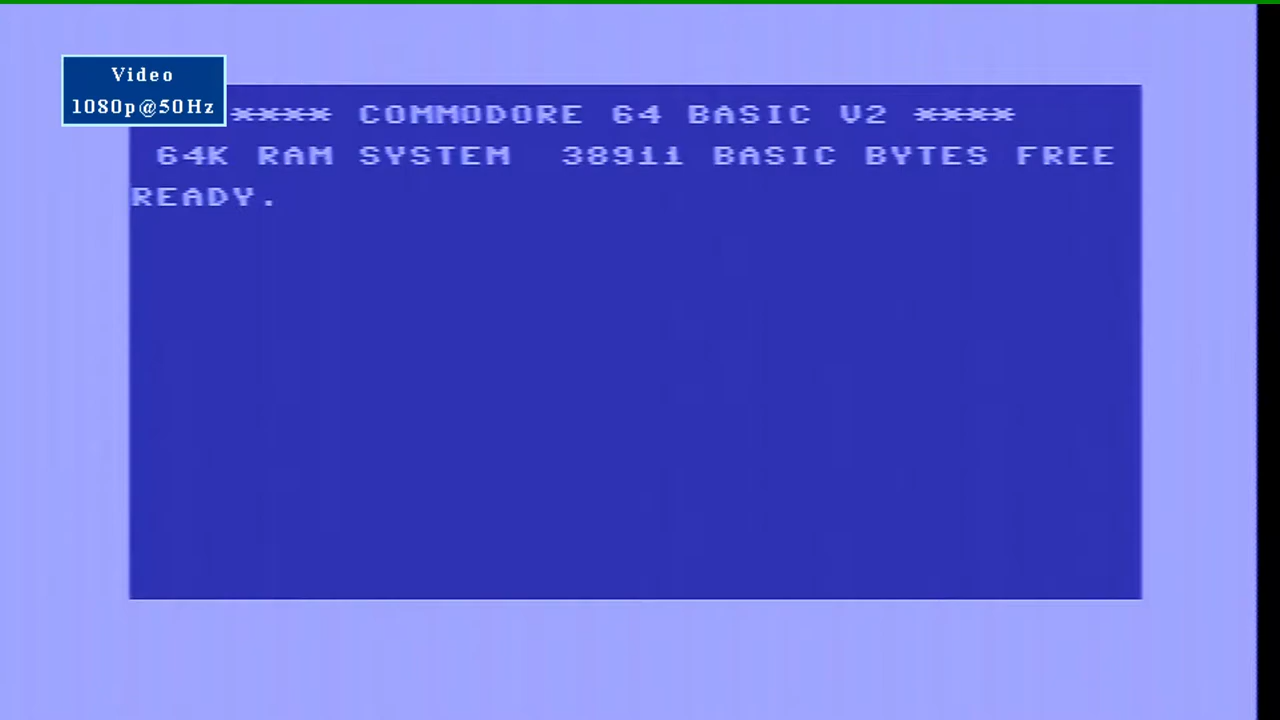 Video
1080p@50Hz
**** COMMODORE 64 BASIC V2 ****
64K RAM SYSTEM  38911 BASIC BYTES FREE
READY.